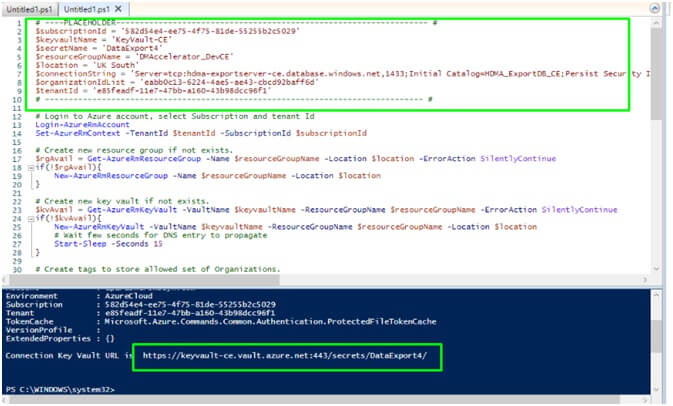 Untitled1.ps1
Untitled1.ps1 X
1 # ----PLACEHOLDER---------------------------------------------------------------- #
2 $subscriptionId = '582d54e4-ee75-4f75-81de-55255b2c5029'
3 $keyvaultName = 'KeyVault-CE'
4 $secretName = 'DataExport4'
5 $resourceGroupName = 'DMAccelerator_DevCE'
6 $location = 'UK South'
7 $connectionString = 'Server=tcp:hdma-exportserver-ce.database.windows.net,1433;Initial Catalog=HDMA_ExportDB_CE;Persist Security I
8 $organizationIdList = 'eabb0c13-6224-4ae5-ae43-cbcd92baff6d'
9 $tenantId = 'e85feadf-11e7-47bb-a160-43b98dcc96f1'
10 # ------------------------------------------------------------------------------ #
11
12 # Login to Azure account, select Subscription and tenant Id
13 Login-AzureRmAccount
14 Set-AzureRmContext -TenantId $tenantId -SubscriptionId $subscriptionId
15
16 # Create new resource group if not exists.
17 $rgAvail = Get-AzureRmResourceGroup -Name $resourceGroupName -Location $location -ErrorAction SilentlyContinue
18 if(!$rgAvail){
19 New-AzureRmResourceGroup -Name $resourceGroupName -Location $location
20 }
21
22 # Create new key vault if not exists.
23 $kvAvail = Get-AzureRmKeyVault -VaultName $keyvaultName -ResourceGroupName $resourceGroupName -ErrorAction SilentlyContinue
24 if(!$kvAvail){
25 New-AzureRmKeyVault -VaultName $keyvaultName -ResourceGroupName $resourceGroupName -Location $location
26 # Wait few seconds for DNS entry to propagate
27 Start-Sleep -Seconds 15
28 }
29
30 # Create tags to store allowed set of Organizations.
Environment : AzureCloud
Subscription : 582d54e4-ee75-4f75-81de-55255b2c5029
Tenant : e85feadf-11e7-47bb-a160-43b98dcc96f1
TokenCache : Microsoft.Azure.Commands.Common.Authentication.ProtectedFileTokenCache
VersionProfile :
ExtendedProperties : {}
Connection Key Vault URL is https://keyvault-ce.vault.azure.net:443/secrets/DataExport4/
PS C:\WINDOWS\system32>